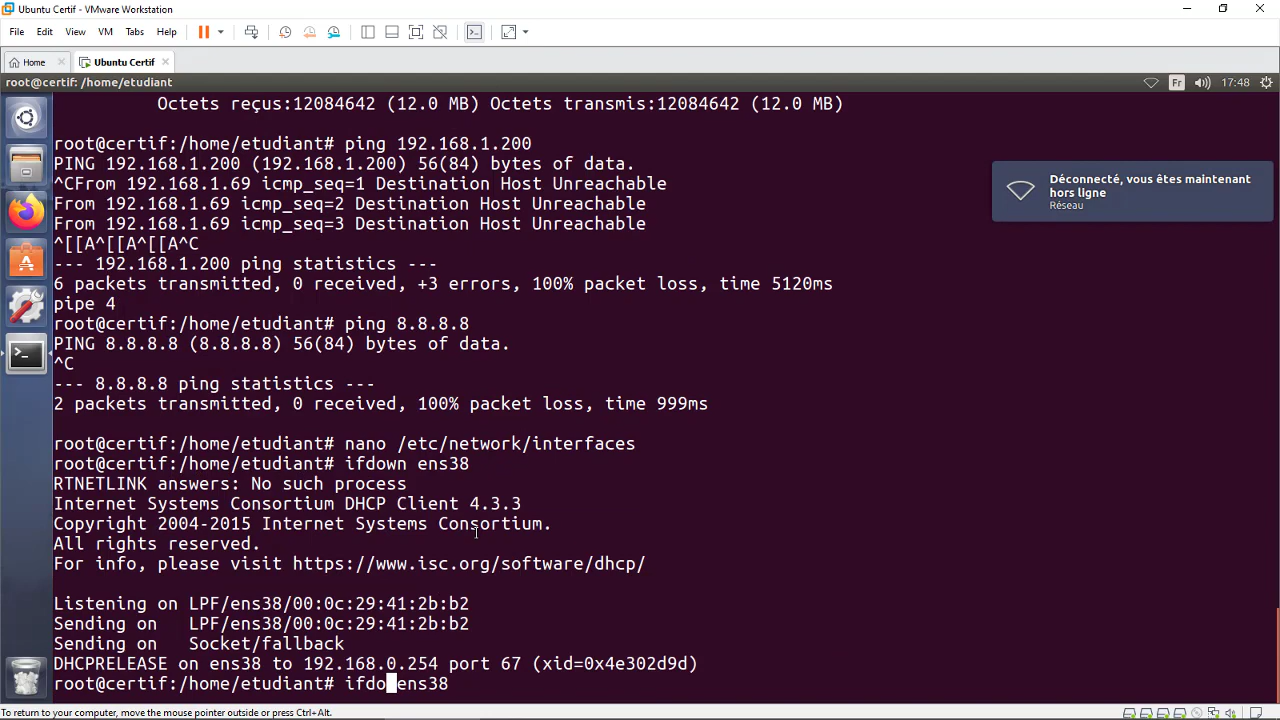 Ubuntu Certif - VMware Workstation
File Edit View VM Tabs Help
Home Ubuntu Certif
root@certif: /home/etudiant Fr 17:48
Octets reçus:12084642 (12.0 MB) Octets transmis:12084642 (12.0 MB)
root@certif:/home/etudiant# ping 192.168.1.200
PING 192.168.1.200 (192.168.1.200) 56(84) bytes of data.
^CFrom 192.168.1.69 icmp_seq=1 Destination Host Unreachable
From 192.168.1.69 icmp_seq=2 Destination Host Unreachable
From 192.168.1.69 icmp_seq=3 Destination Host Unreachable
^[[A^[[A^[[A^C
--- 192.168.1.200 ping statistics ---
6 packets transmitted, 0 received, +3 errors, 100% packet loss, time 5120ms
pipe 4
root@certif:/home/etudiant# ping 8.8.8.8
PING 8.8.8.8 (8.8.8.8) 56(84) bytes of data.
^C
--- 8.8.8.8 ping statistics ---
2 packets transmitted, 0 received, 100% packet loss, time 999ms
root@certif:/home/etudiant# nano /etc/network/interfaces
root@certif:/home/etudiant# ifdown ens38
RTNETLINK answers: No such process
Internet Systems Consortium DHCP Client 4.3.3
Copyright 2004-2015 Internet Systems Consortium.
All rights reserved.
For info, please visit https://www.isc.org/software/dhcp/
Listening on LPF/ens38/00:0c:29:41:2b:b2
Sending on   LPF/ens38/00:0c:29:41:2b:b2
Sending on   Socket/fallback
DHCPRELEASE on ens38 to 192.168.0.254 port 67 (xid=0x4e302d9d)
root@certif:/home/etudiant# ifdo ens38
Déconnecté, vous êtes maintenant
hors ligne
Réseau
To return to your computer, move the mouse pointer outside or press Ctrl+Alt.